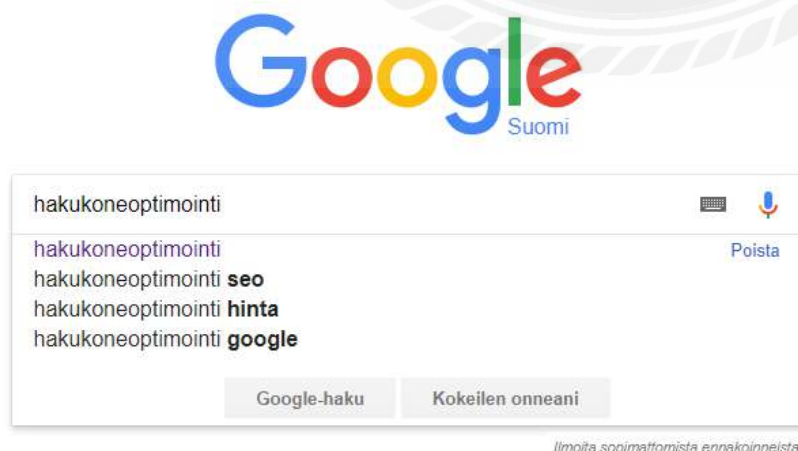 Google
Suomi
hakukoneoptimointi
hakukoneoptimointi Poista
hakukoneoptimointi seo
hakukoneoptimointi hinta
hakukoneoptimointi google
Google-haku Kokeilen onneani
Ilmoita sopimattomista ennakoinneista